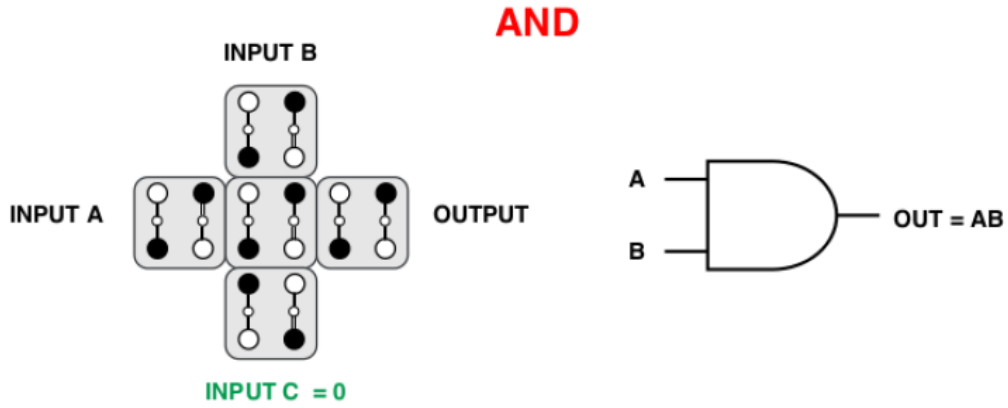 AND
INPUT B
INPUT A
OUTPUT
INPUT C = 0
A
B
OUT = AB